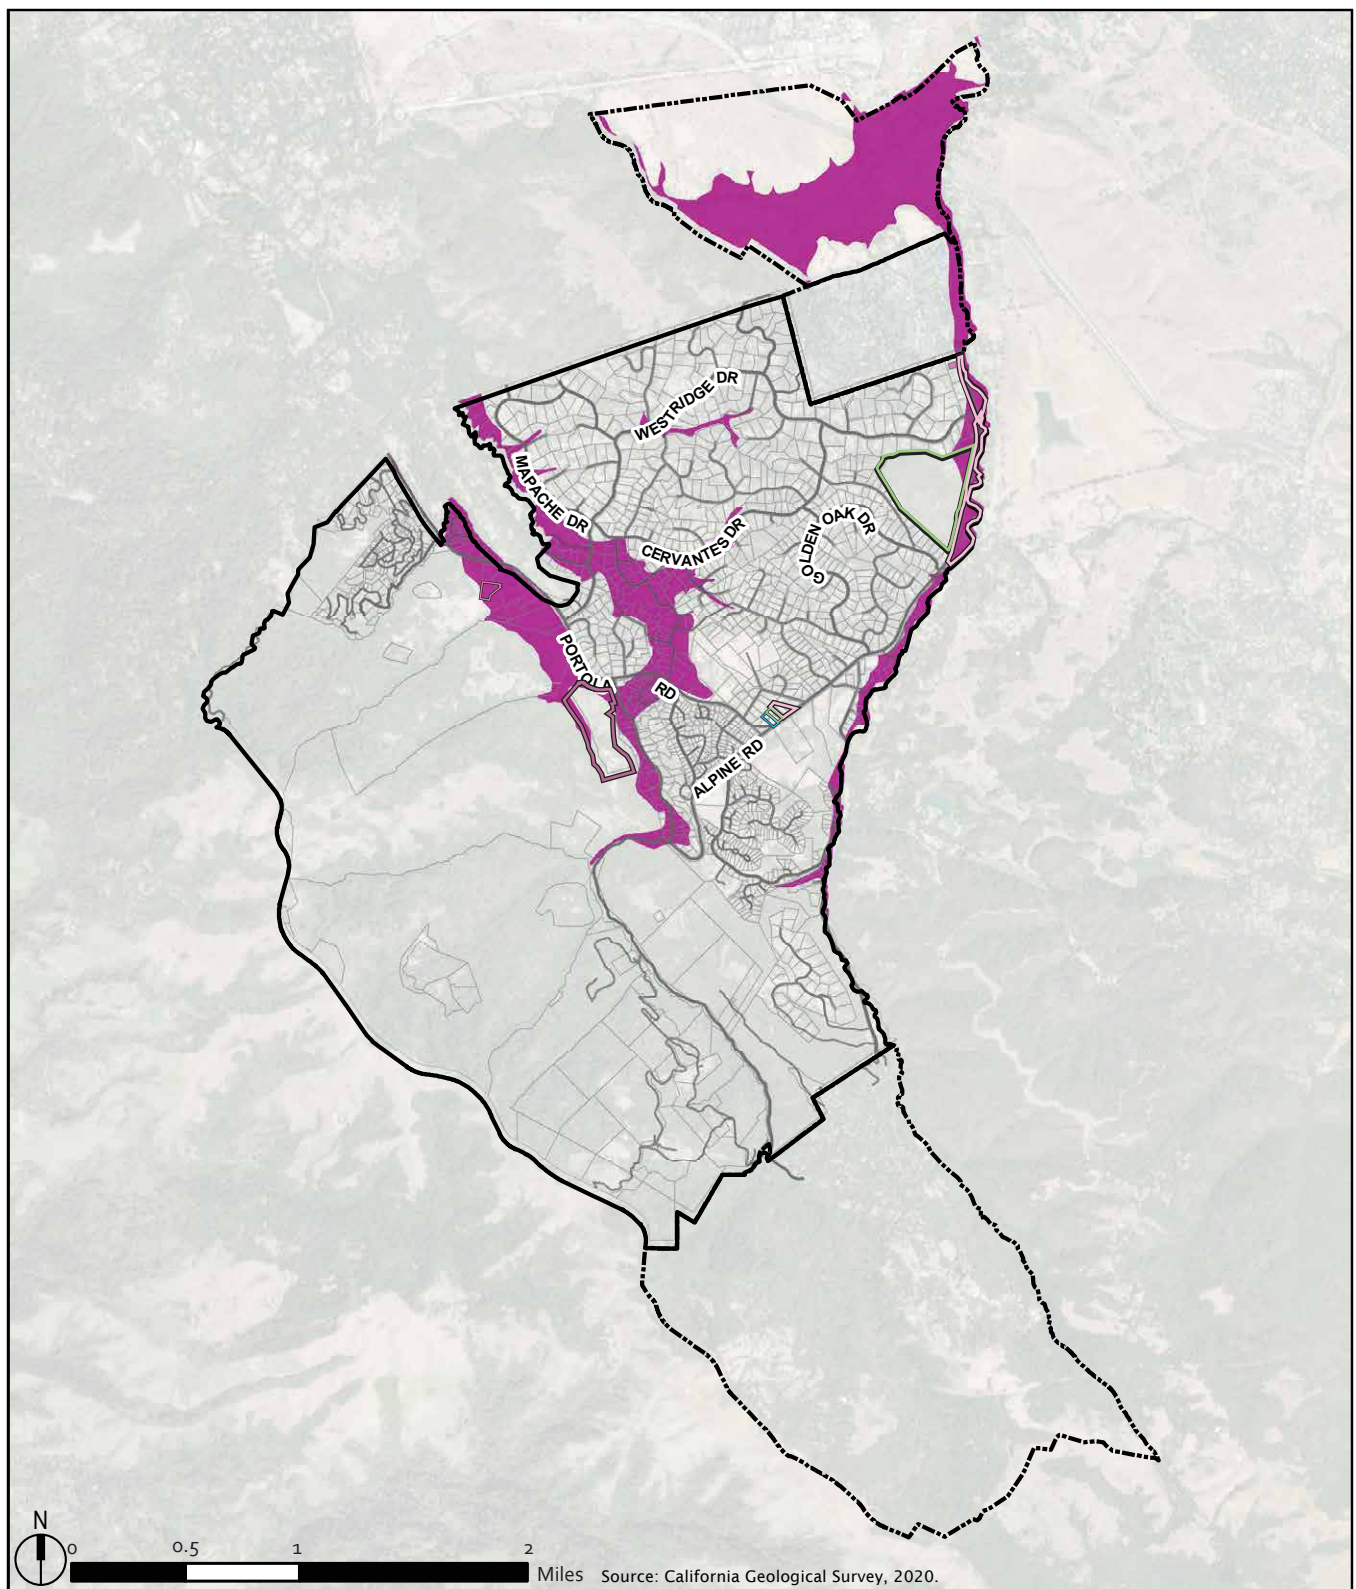 WESTRIDGE DR
MAPACHE DR
CERVANTES DR
GOLDEN OAK DR
PORTOLA RD
ALPINE RD
N
0 0.5 1 2
Miles Source: California Geological Survey, 2020.